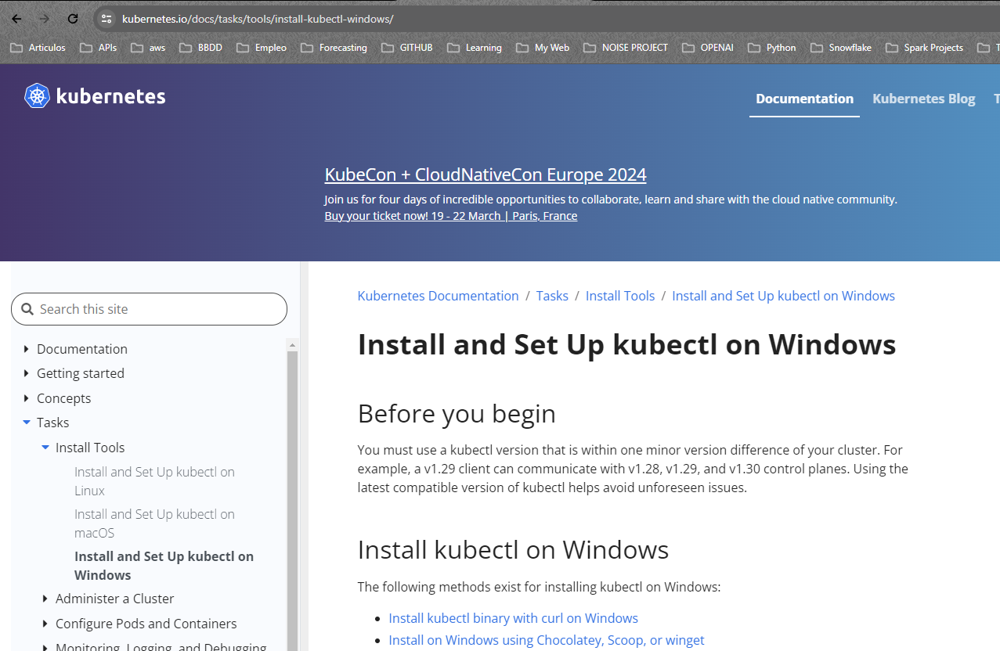 kubernetes.io/docs/tasks/tools/install-kubectl-windows/
Articulos APIs aws BBDD Empleo Forecasting GITHUB Learning My Web NOISE PROJECT OPENAI Python Snowflake Spark Projects
kubernetes
Documentation Kubernetes Blog
KubeCon + CloudNativeCon Europe 2024
Join us for four days of incredible opportunities to collaborate, learn and share with the cloud native community.
Buy your ticket now! 19 - 22 March | Paris, France
Search this site
Documentation
Getting started
Concepts
Tasks
Install Tools
Install and Set Up kubectl on
Linux
Install and Set Up kubectl on
macOS
Install and Set Up kubectl on
Windows
Administer a Cluster
Configure Pods and Containers
Monitoring, Logging, and Debugging
Kubernetes Documentation / Tasks / Install Tools / Install and Set Up kubectl on Windows
Install and Set Up kubectl on Windows
Before you begin
You must use a kubectl version that is within one minor version difference of your cluster. For
example, a v1.29 client can communicate with v1.28, v1.29, and v1.30 control planes. Using the
latest compatible version of kubectl helps avoid unforeseen issues.
Install kubectl on Windows
The following methods exist for installing kubectl on Windows:
Install kubectl binary with curl on Windows
Install on Windows using Chocolatey, Scoop, or winget